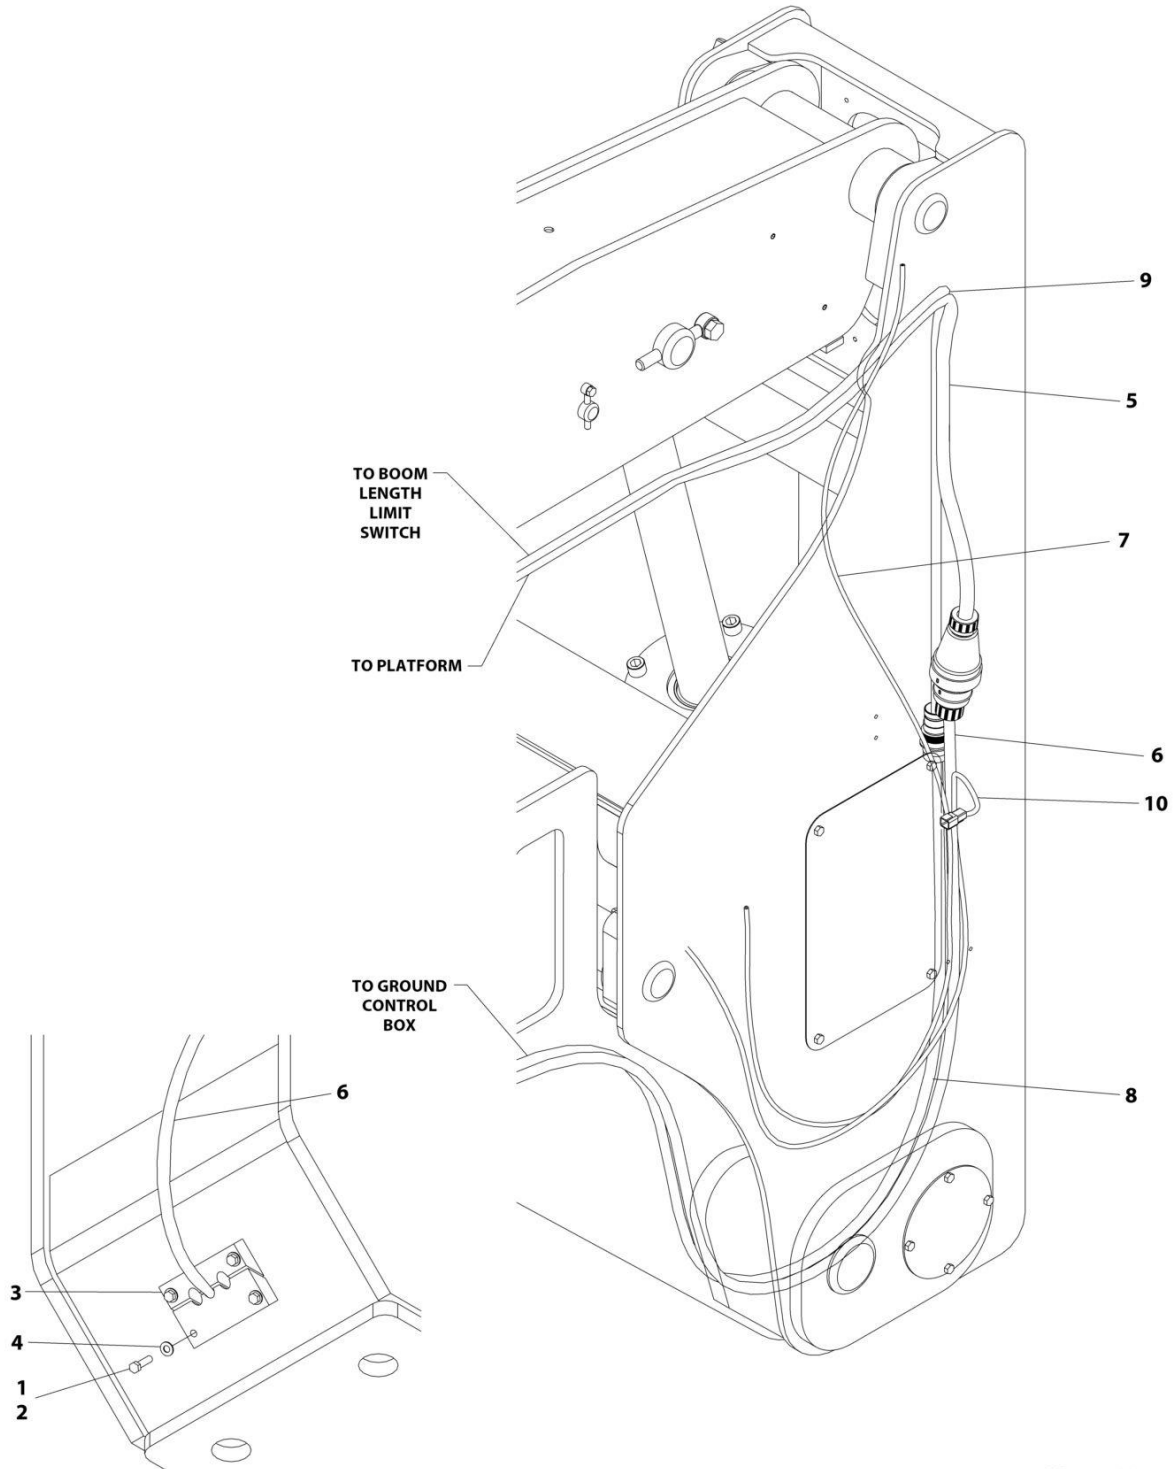 9
5
TO BOOM
LENGTH
LIMIT
SWITCH
7
TO PLATFORM
6
10
TO GROUND
CONTROL
BOX
6
8
3
4
1
2